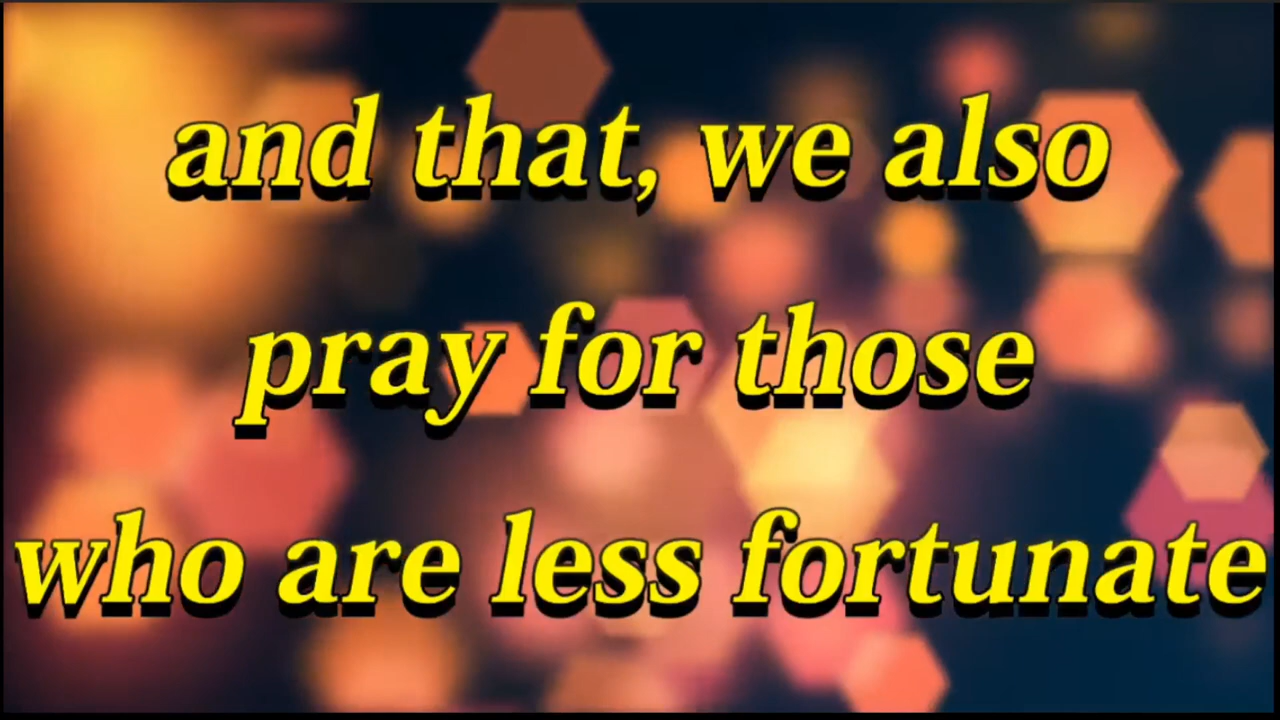 and that, we also
pray for those
who are less fortunate